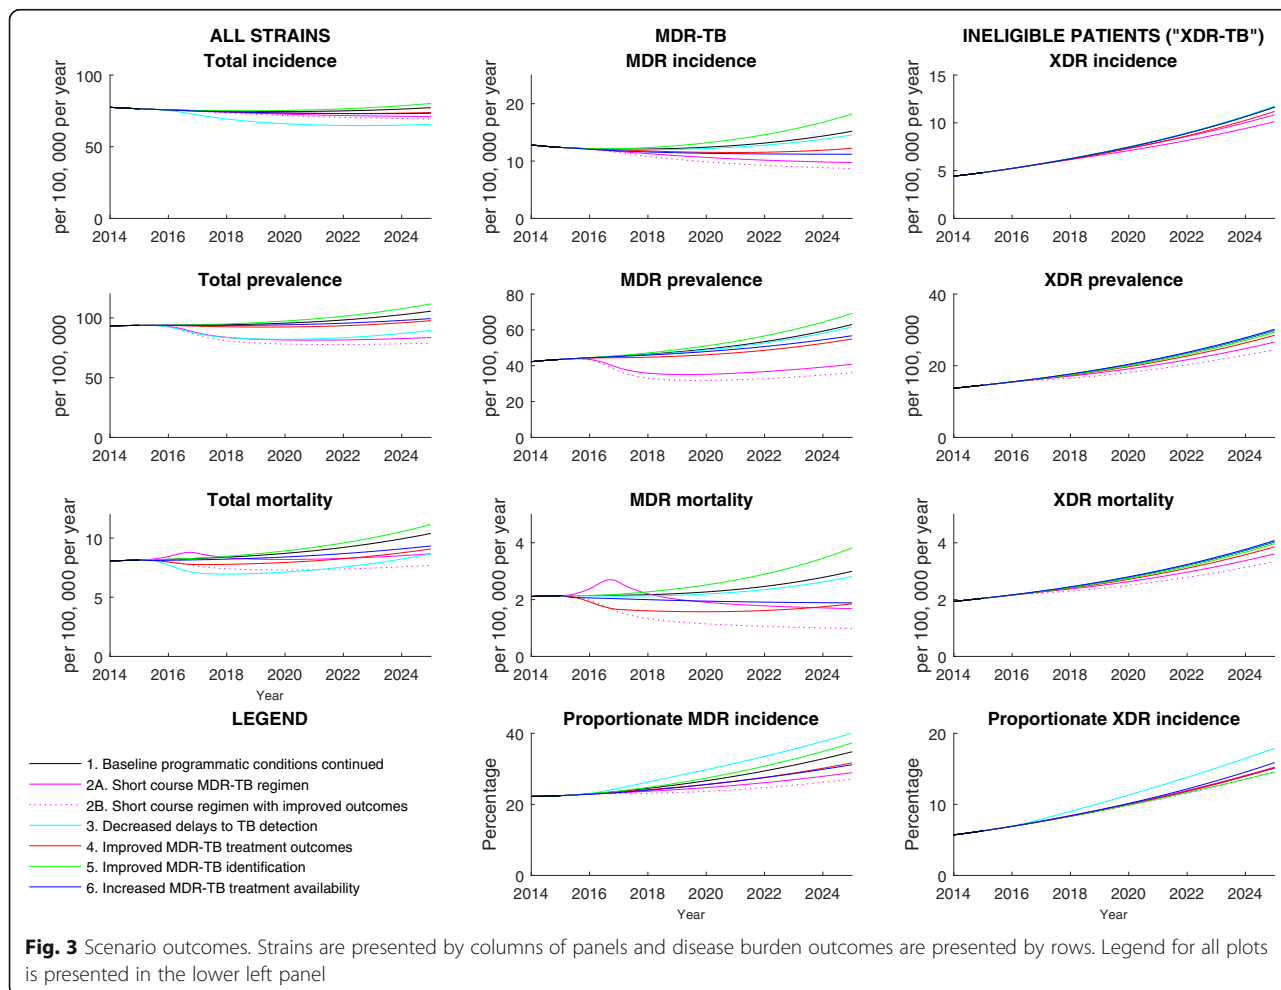 ALL STRAINS
Total incidence
per 100, 000 per year
100
50
0
2014 2016 2018 2020 2022 2024
MDR-TB
MDR incidence
20
10
0
2014 2016 2018 2020 2022 2024
INELIGIBLE PATIENTS ("XDR-TB")
XDR incidence
per 100, 000 per year
15
10
5
0
2014 2016 2018 2020 2022 2024
Total prevalence
per 100, 000
100
50
0
2014 2016 2018 2020 2022 2024
MDR prevalence
per 100, 000
80
60
40
20
0
2014 2016 2018 2020 2022 2024
XDR prevalence
per 100, 000
40
20
0
2014 2016 2018 2020 2022 2024
Total mortality
per 100, 000 per year
10
5
0
2014 2016 2018 2020 2022 2024
Year
MDR mortality
per 100, 000 per year
4
2
0
2014 2016 2018 2020 2022 2024
XDR mortality
per 100, 000 per year
4
2
0
2014 2016 2018 2020 2022 2024
LEGEND
1. Baseline programmatic conditions continued
2A. Short course MDR-TB regimen
2B. Short course regimen with improved outcomes
3. Decreased delays to TB detection
4. Improved MDR-TB treatment outcomes
5. Improved MDR-TB identification
6. Increased MDR-TB treatment availability
Proportionate MDR incidence
Percentage
40
20
0
2014 2016 2018 2020 2022 2024
Proportionate XDR incidence
Percentage
20
10
0
2014 2016 2018 2020 2022 2024
Year
Fig. 3 Scenario outcomes. Strains are presented by columns of panels and disease burden outcomes are presented by rows. Legend for all plots
is presented in the lower left panel